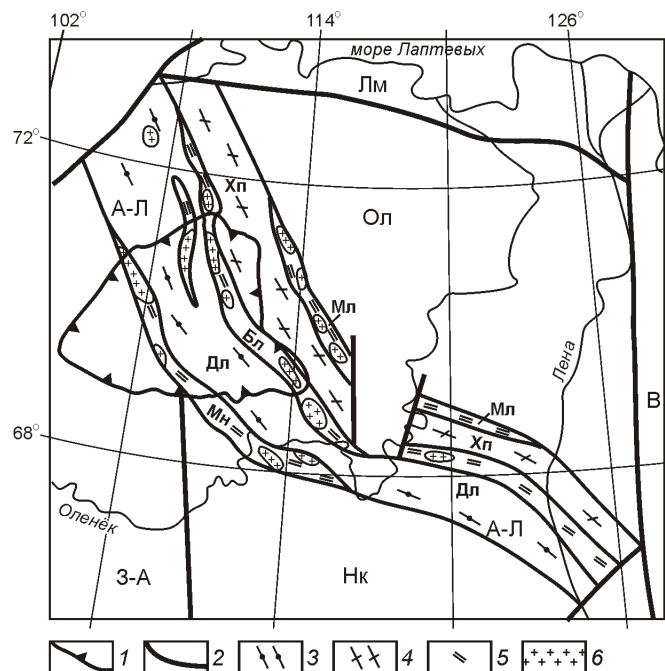 102° 114° 126°
море Лаптевых
Лм
72°
Хп
А-Л
Ол
Мл
Бл
Дл
Лена
Мл
В
Мн
Хп
68°
Дл
Оленёк
А-Л
З-А
Нк
1 2 3 4 5 6